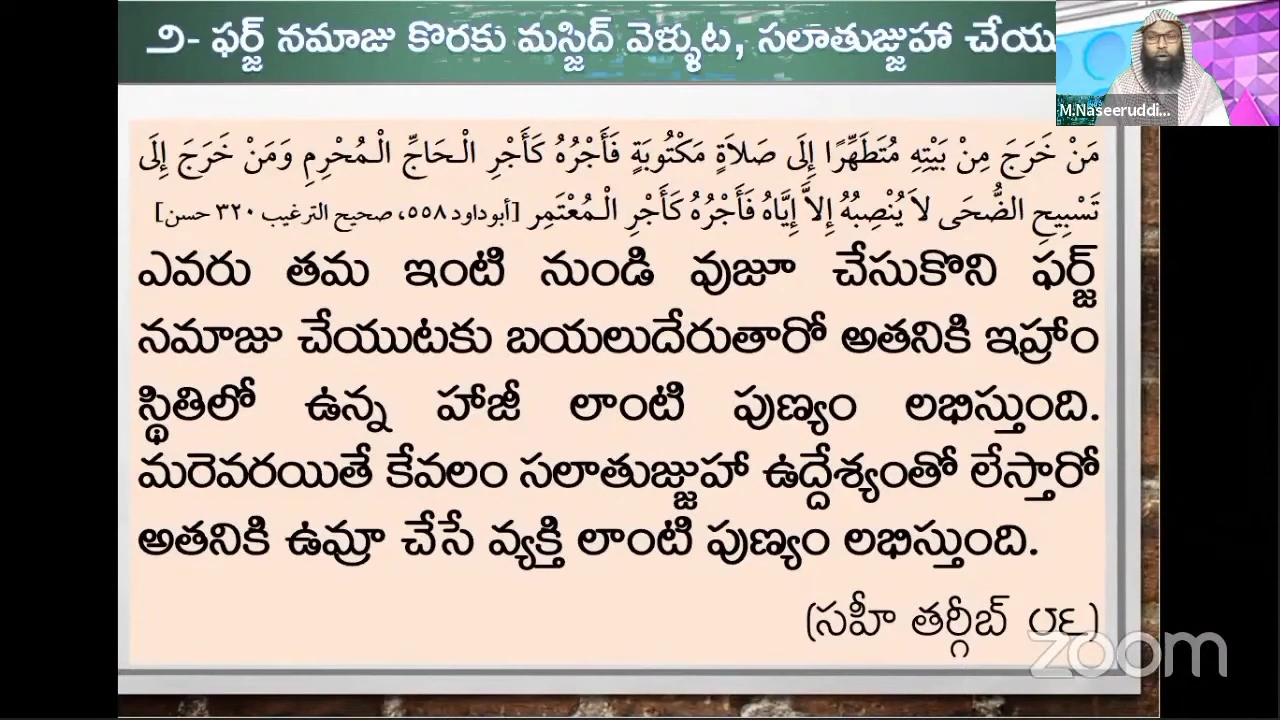 ౨- ఫర్జ్ నమాజు కొరకు మస్జిద్ వెళ్ళుట, సలాతుజ్జుహా చేయు
M.Naseeruddi...
مَنْ خَرَجَ مِنْ بَيْتِهِ مُتَطَهِّرًا إِلَى صَلَاةٍ مَكْتُوبَةٍ فَأَجْرُهُ كَأَجْرِ الْحَاجِّ الْمُحْرِمِ وَمَنْ خَرَجَ إِلَى
تَسْبِيحِ الضُّحَى لاَ يُنْصِبُهُ إِلاَّ إِيَّاهُ فَأَجْرُهُ كَأَجْرِ الْمُعْتَمِرِ [أبوداود ٥٥٨، صحيح الترغيب ٣٢٠ حسن]
ఎవరు తమ ఇంటి నుండి వుజూ చేసుకొని ఫర్జ్
నమాజు చేయుటకు బయలుదేరుతారో అతనికి ఇహ్రాం
స్థితిలో ఉన్న హాజీ లాంటి పుణ్యం లభిస్తుంది.
మరెవరయితే కేవలం సలాతుజ్జుహా ఉద్దేశ్యంతో లేస్తారో
అతనికి ఉమ్రా చేసే వ్యక్తి లాంటి పుణ్యం లభిస్తుంది.
(సహీ తర్గీబ్
zoom